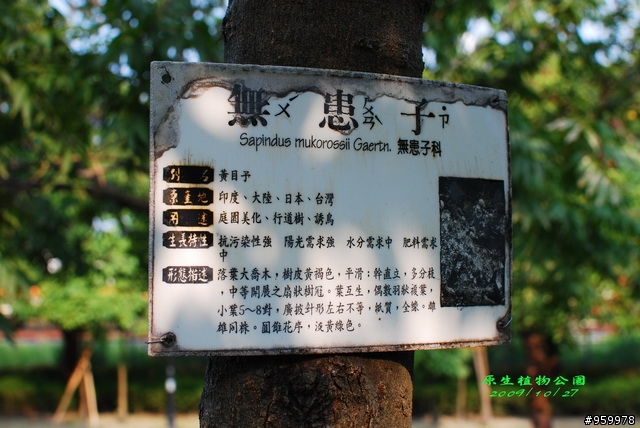 無ㄨˊ 患ㄏㄨㄢˋ 子ㄗˇ
Sapindus mukorossii Gaertn. 無患子科
別名 黃目子
原產地 印度、大陸、日本、台灣
用途 庭園美化、行道樹、誘鳥
生長特性 抗污染性強 陽光需求強 水分需求中 肥料需求
中
形態描述 落葉大喬木,樹皮黃褐色,平滑;幹直立,多分枝
,中等開展之扇狀樹冠。葉互生,偶數羽狀複葉,
小葉5~8對,廣披針形左右不等,紙質,全緣。雌
雄同株。圓錐花序,淡黃綠色。
原生植物公園
2009/10/27
#959978